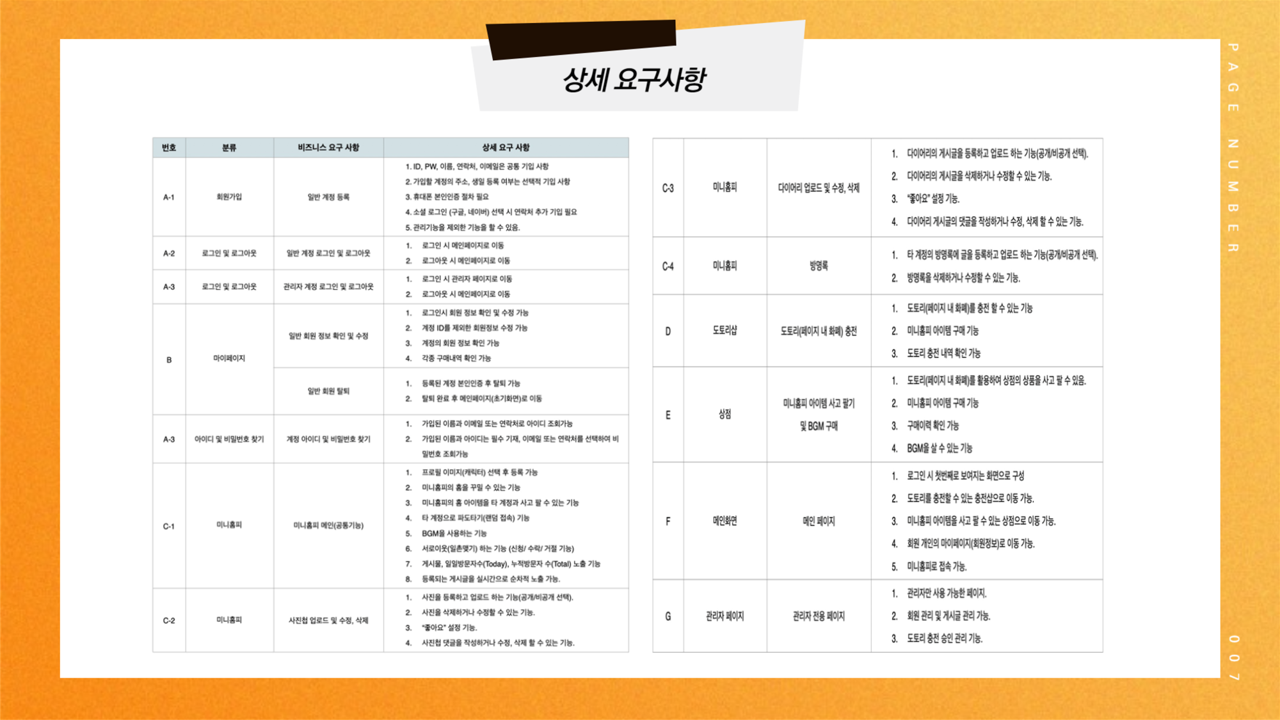 상세 요구사항
번호 분류 비즈니스 요구 사항 상세 요구 사항
A-1 회원가입 일반 계정 등록
1. ID, PW, 이름, 연락처, 이메일은 공통 기입 사항
2. 가입할 계정의 주소, 생일 등록 여부는 선택적 기입 사항
3. 휴대폰 본인인증 절차 필요
4. 소셜 로그인 (구글, 네이버) 선택 시 연락처 추가 기입 필요
5. 관리기능을 제외한 기능을 할 수 있음.
A-2 로그인 및 로그아웃 일반 계정 로그인 및 로그아웃
1. 로그인 시 메인페이지로 이동
2. 로그아웃 시 메인페이지로 이동
A-3 로그인 및 로그아웃 관리자 계정 로그인 및 로그아웃
1. 로그인 시 관리자 페이지로 이동
2. 로그아웃 시 메인페이지로 이동
B 마이페이지
일반 회원 정보 확인 및 수정
1. 로그인시 회원 정보 확인 및 수정 가능
2. 계정 ID를 제외한 회원정보 수정 가능
3. 계정의 회원 정보 확인 가능
4. 각종 구매내역 확인 가능
일반 회원 탈퇴
1. 등록된 계정 본인인증 후 탈퇴 가능
2. 탈퇴 완료 후 메인페이지(초기화면)로 이동
A-3 아이디 및 비밀번호 찾기 계정 아이디 및 비밀번호 찾기
1. 가입된 이름과 이메일 또는 연락처로 아이디 조회가능
2. 가입된 이름과 아이디는 필수 기재, 이메일 또는 연락처를 선택하여 비
밀번호 조회가능
C-1 미니홈피 미니홈피 메인(공통기능)
1. 프로필 이미지(캐릭터) 선택 후 등록 가능
2. 미니홈피의 홈을 꾸밀 수 있는 기능
3. 미니홈피의 홈 아이템을 타 계정과 사고 팔 수 있는 기능
4. 타 계정으로 파도타기(랜덤 접속) 기능
5. BGM을 사용하는 기능
6. 서로이웃(일촌맺기) 하는 기능 (신청/ 수락/ 거절 기능)
7. 게시물, 일일방문자수(Today), 누적방문자 수(Total) 노출 기능
8. 등록되는 게시글을 실시간으로 순차적 노출 가능.
C-2 미니홈피 사진첩 업로드 및 수정, 삭제
1. 사진을 등록하고 업로드 하는 기능(공개/비공개 선택).
2. 사진을 삭제하거나 수정할 수 있는 기능.
3. “좋아요” 설정 기능.
4. 사진첩 댓글을 작성하거나 수정, 삭제 할 수 있는 기능.
C-3 미니홈피 다이어리 업로드 및 수정, 삭제
1. 다이어리의 게시글을 등록하고 업로드 하는 기능(공개/비공개 선택).
2. 다이어리의 게시글을 삭제하거나 수정할 수 있는 기능.
3. “좋아요” 설정 기능.
4. 다이어리 게시글의 댓글을 작성하거나 수정, 삭제 할 수 있는 기능.
C-4 미니홈피 방명록
1. 타 계정의 방명록에 글을 등록하고 업로드 하는 기능(공개/비공개 선택).
2. 방명록을 삭제하거나 수정할 수 있는 기능.
D 도토리샵 도토리(페이지 내 화폐) 충전
1. 도토리(페이지 내 화폐)를 충전 할 수 있는 기능
2. 미니홈피 아이템 구매 기능
3. 도토리 충전 내역 확인 가능
E 상점 미니홈피 아이템 사고 팔기
및 BGM 구매
1. 도토리(페이지 내 화폐)를 활용하여 상점의 상품을 사고 팔 수 있음.
2. 미니홈피 아이템 구매 기능
3. 구매이력 확인 가능
4. BGM을 살 수 있는 기능
F 메인화면 메인 페이지
1. 로그인 시 첫번째로 보여지는 화면으로 구성
2. 도토리를 충전할 수 있는 충전샵으로 이동 가능.
3. 미니홈피 아이템을 사고 팔 수 있는 상점으로 이동 가능.
4. 회원 개인의 마이페이지(회원정보)로 이동 가능.
5. 미니홈피로 접속 가능.
G 관리자 페이지 관리자 전용 페이지
1. 관리자만 사용 가능한 페이지.
2. 회원 관리 및 게시글 관리 가능.
3. 도토리 충전 승인 관리 기능.
PAGE NUMBER
007